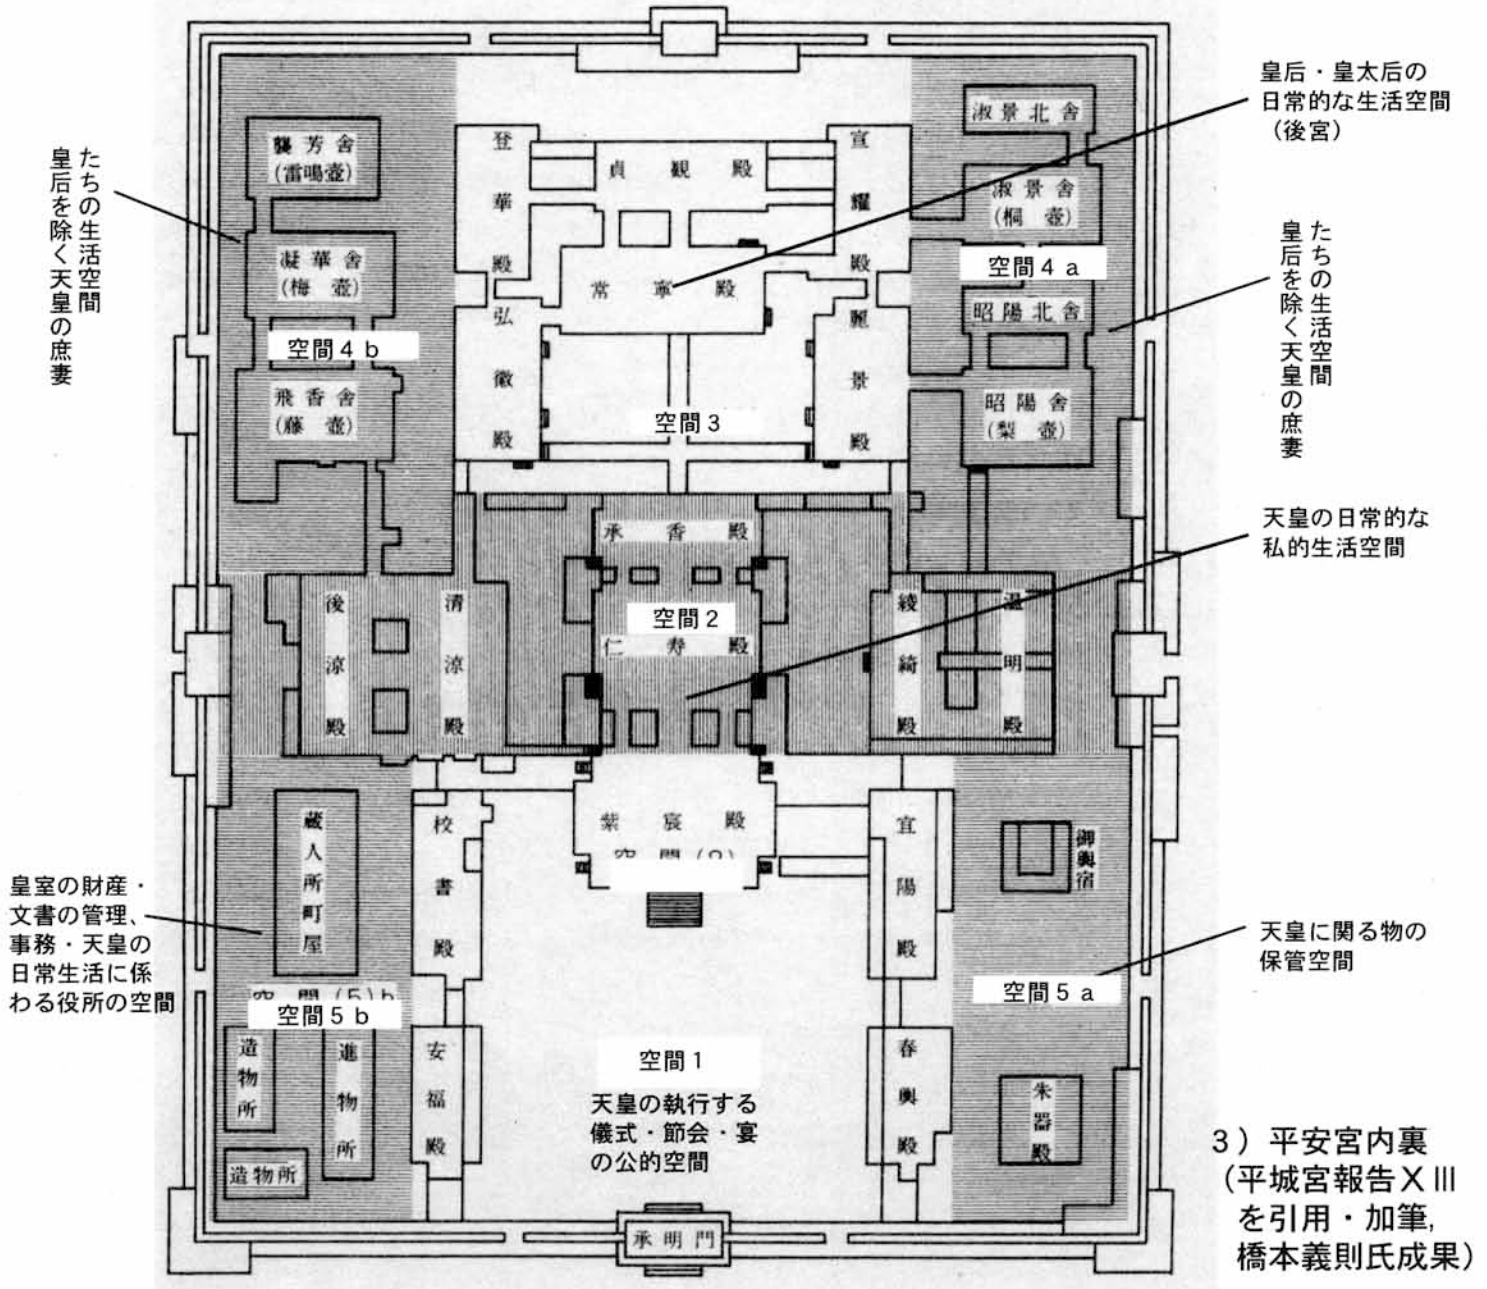 皇后・皇太后の
日常的な生活空間
（後宮）
淑景北舎
登華殿
貞観殿
宣耀殿
襲芳舎
(雷鳴壺)
淑景舎
(桐壺)
皇后を除く天皇の庶妻
たちの生活空間
凝華舎
(梅壺)
常寧殿
空間4a
昭陽北舎
皇后を除く天皇の庶妻
たちの生活空間
空間4b
弘徽殿
麗景殿
飛香舎
(藤壺)
空間3
昭陽舎
(梨壺)
天皇の日常的な
私的生活空間
承香殿
空間2
仁寿殿
後涼殿
清涼殿
綾綺殿
温明殿
紫宸殿
蔵人所町屋
校書殿
宜陽殿
御輿宿
皇室の財産・
文書の管理、
事務・天皇の
日常生活に係
わる役所の空間
天皇に関る物の
保管空間
空間5a
空間5b
造物所
進物所
安福殿
空間1
天皇の執行する
儀式・節会・宴
の公的空間
春興殿
朱器殿
造物所
承明門
3）平安宮内裏
（平城宮報告XⅢ
を引用・加筆,
橋本義則氏成果）